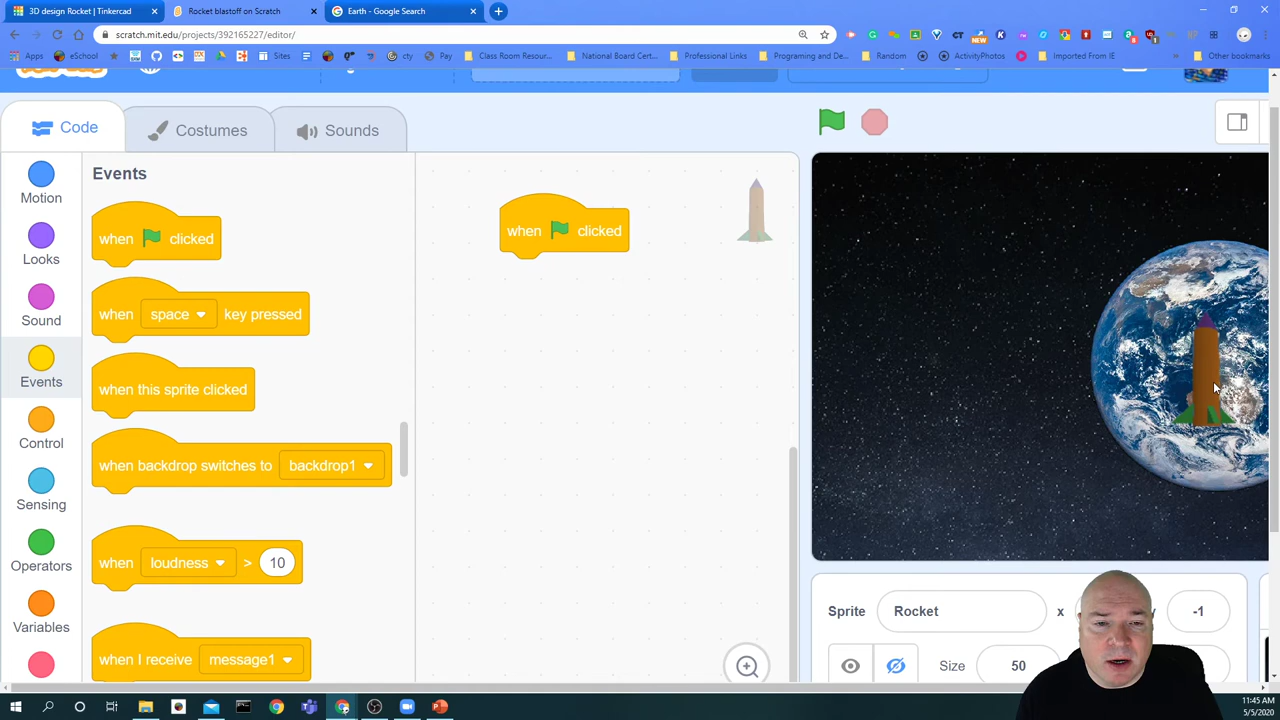 3D design Rocket | Tinkercad
Rocket blastoff on Scratch
Earth - Google Search
scratch.mit.edu/projects/392165227/editor/
Apps
eSchool
Sites
cty
Pay
Class Room Resour...
National Board Cert...
Professional Links
Programing and De...
Random
ActivityPhotos
Imported From IE
Other bookmarks
Code
Costumes
Sounds
Motion
Looks
Sound
Events
Control
Sensing
Operators
Variables
Events
when clicked
when space key pressed
when this sprite clicked
when backdrop switches to backdrop1
when loudness > 10
when I receive message1
when clicked
Sprite Rocket x y -1
Size 50
11:45 AM
5/5/2020